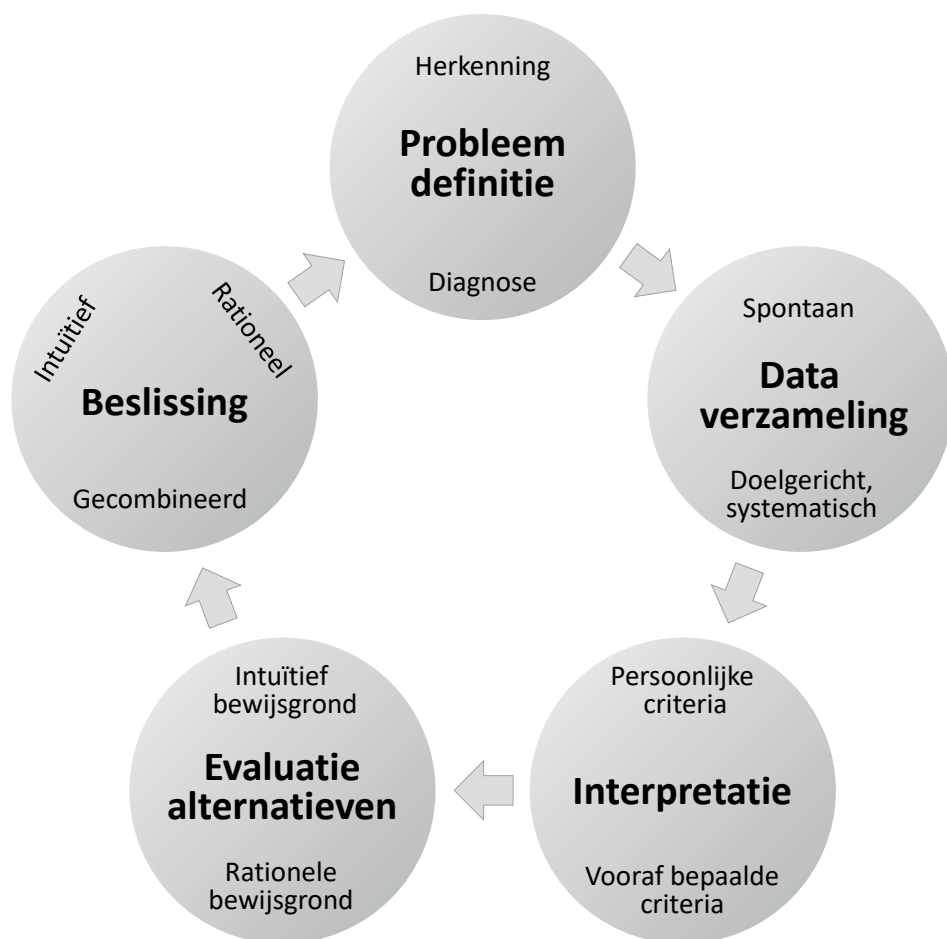 Herkenning
Probleem
definitie
Diagnose
Spontaan
Data
verzameling
Doelgericht,
systematisch
Persoonlijke
criteria
Interpretatie
Vooraf bepaalde
criteria
Intuïtief
bewijsgrond
Evaluatie
alternatieven
Rationele
bewijsgrond
Intuïtief
Rationeel
Beslissing
Gecombineerd